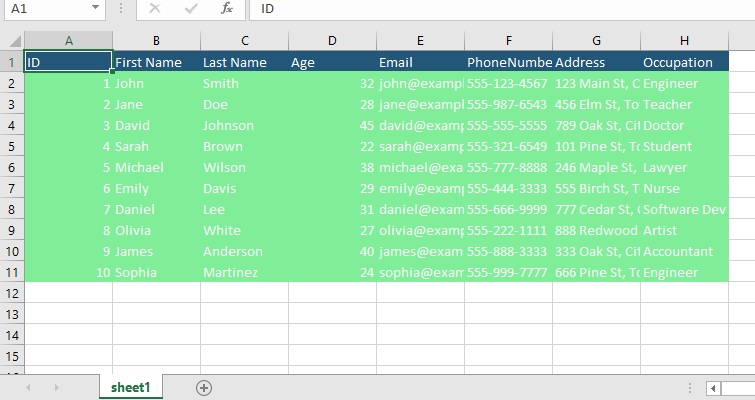 A1 fx ID
A B C D E F G H
1 ID First Name Last Name Age Email PhoneNumbe Address Occupation
2 1 John Smith 32 john@exampl 555-123-4567 123 Main St, C Engineer
3 2 Jane Doe 28 jane@examp 555-987-6543 456 Elm St, To Teacher
4 3 David Johnson 45 david@examp 555-555-5555 789 Oak St, Cit Doctor
5 4 Sarah Brown 22 sarah@examp 555-321-6549 101 Pine St, To Student
6 5 Michael Wilson 38 michael@exa 555-777-8888 246 Maple St, Lawyer
7 6 Emily Davis 29 emily@exam 555-444-3333 555 Birch St, T Nurse
8 7 Daniel Lee 31 daniel@exam 555-666-9999 777 Cedar St, Software Dev
9 8 Olivia White 27 olivia@examp 555-222-1111 888 Redwood Artist
10 9 James Anderson 40 james@exam 555-888-3333 333 Oak St, Cit Accountant
11 10 Sophia Martinez 24 sophia@exam 555-999-7777 666 Pine St, To Engineer
12
13
14
15
sheet1